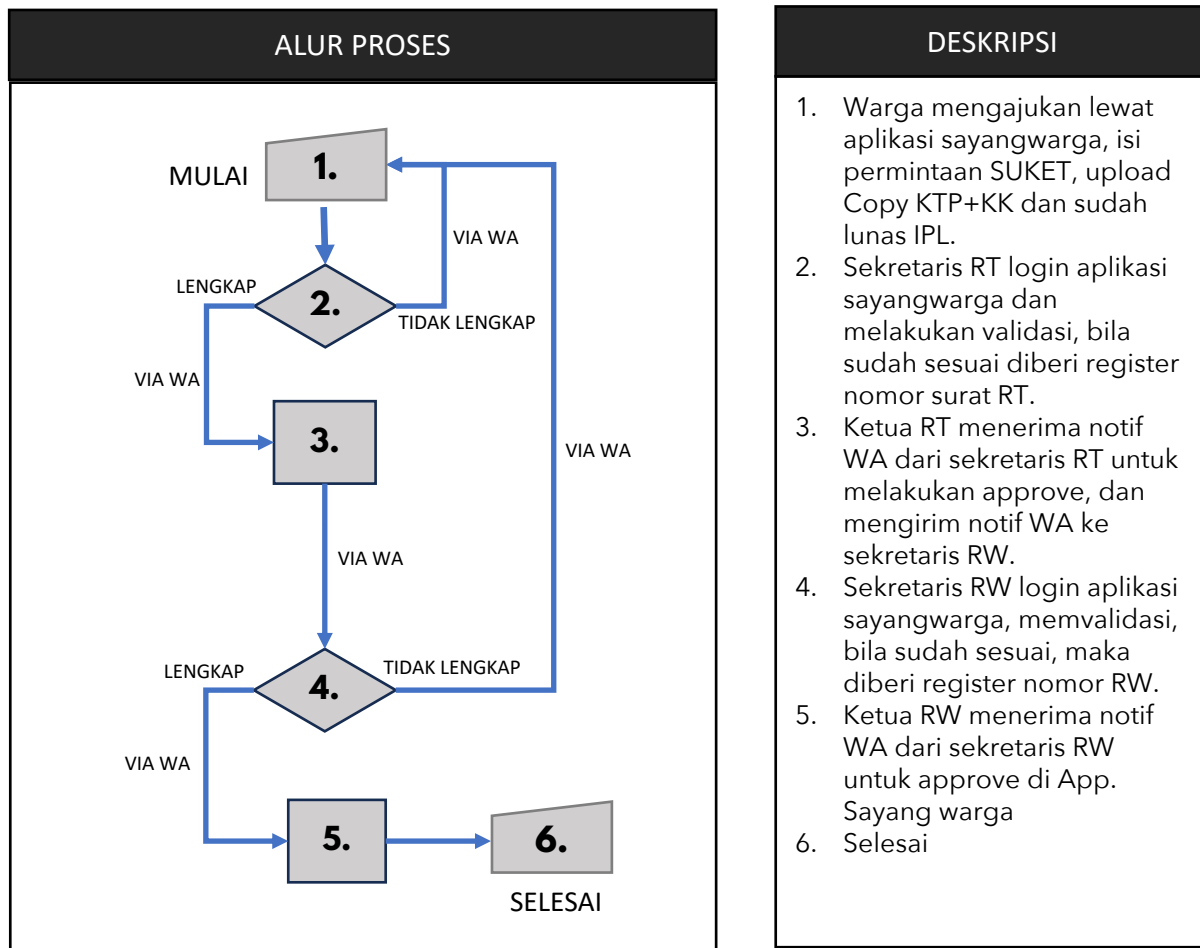 ALUR PROSES
MULAI
1.
VIA WA
LENGKAP
2.
TIDAK LENGKAP
VIA WA
3.
VIA WA
VIA WA
LENGKAP
TIDAK LENGKAP
4.
VIA WA
5.
6.
SELESAI
DESKRIPSI
1. Warga mengajukan lewat
aplikasi sayangwarga, isi
permintaan SUKET, upload
Copy KTP+KK dan sudah
lunas IPL.
2. Sekretaris RT login aplikasi
sayangwarga dan
melakukan validasi, bila
sudah sesuai diberi register
nomor surat RT.
3. Ketua RT menerima notif
WA dari sekretaris RT untuk
melakukan approve, dan
mengirim notif WA ke
sekretaris RW.
4. Sekretaris RW login aplikasi
sayangwarga, memvalidasi,
bila sudah sesuai, maka
diberi register nomor RW.
5. Ketua RW menerima notif
WA dari sekretaris RW
untuk approve di App.
Sayang warga
6. Selesai